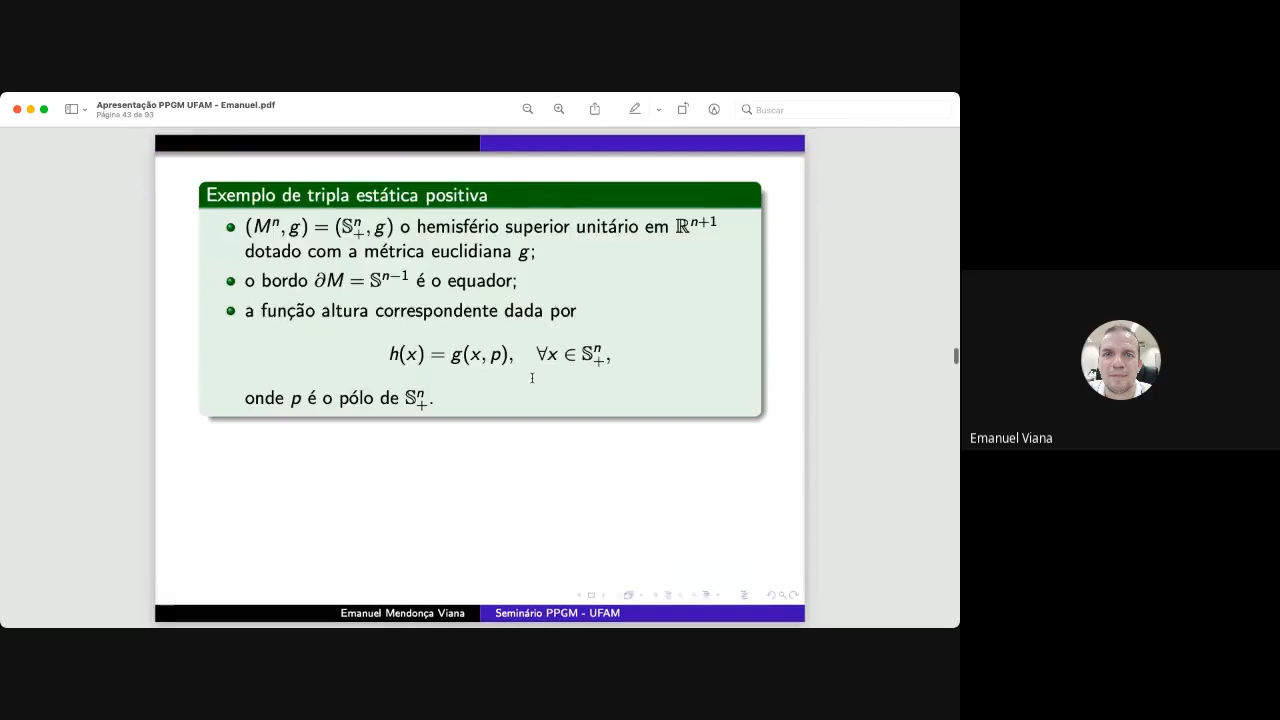 Apresentação PPGM UFAM - Emanuel.pdf
Página 43 de 93
Buscar
Exemplo de tripla estática positiva
(Mⁿ, g) = (𝕊ⁿ₊, g) o hemisfério superior unitário em ℝⁿ⁺¹
dotado com a métrica euclidiana g;
o bordo ∂M = 𝕊ⁿ⁻¹ é o equador;
a função altura correspondente dada por
h(x) = g(x, p), ∀x ∈ 𝕊ⁿ₊,
onde p é o pólo de 𝕊ⁿ₊.
Emanuel Mendonça Viana
Seminário PPGM - UFAM
Emanuel Viana